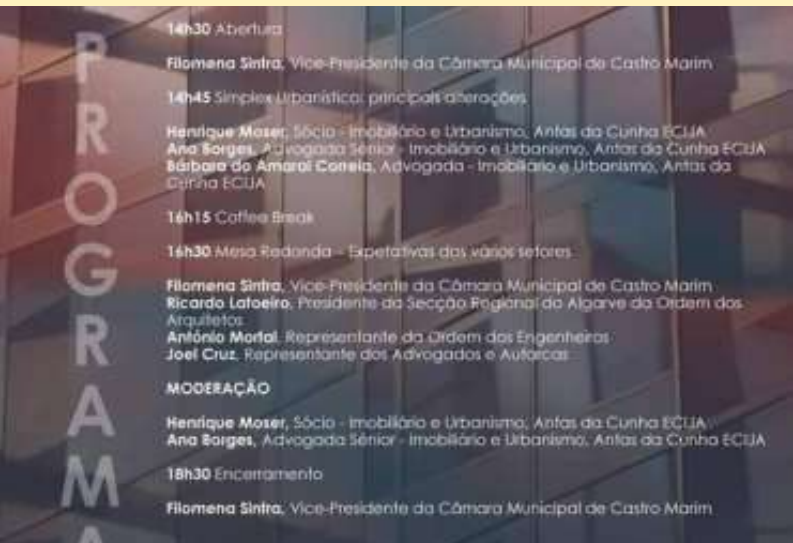 PROGRAMA
14h30 Abertura
Filomena Sintra, Vice-Presidente da Câmara Municipal de Castro Marim
14h45 Simplex Urbanístico: principais alterações
Henrique Moser, Sócio - Imobiliário e Urbanismo, Antas da Cunha ECIJA
Ana Borges, Advogada Sénior - Imobiliário e Urbanismo, Antas da Cunha ECIJA
Bárbara do Amaral Correia, Advogada - Imobiliário e Urbanismo, Antas da
Cunha ECIJA
16h15 Coffee Break
16h30 Mesa Redonda – Expetativas dos vários setores
Filomena Sintra, Vice-Presidente da Câmara Municipal de Castro Marim
Ricardo Latoeiro, Presidente da Secção Regional do Algarve da Ordem dos
Arquitetos
António Mortal, Representante da Ordem dos Engenheiros
Joel Cruz, Representante dos Advogados e Autarcas
MODERAÇÃO
Henrique Moser, Sócio - Imobiliário e Urbanismo, Antas da Cunha ECIJA
Ana Borges, Advogada Sénior - Imobiliário e Urbanismo, Antas da Cunha ECIJA
18h30 Encerramento
Filomena Sintra, Vice-Presidente da Câmara Municipal de Castro Marim